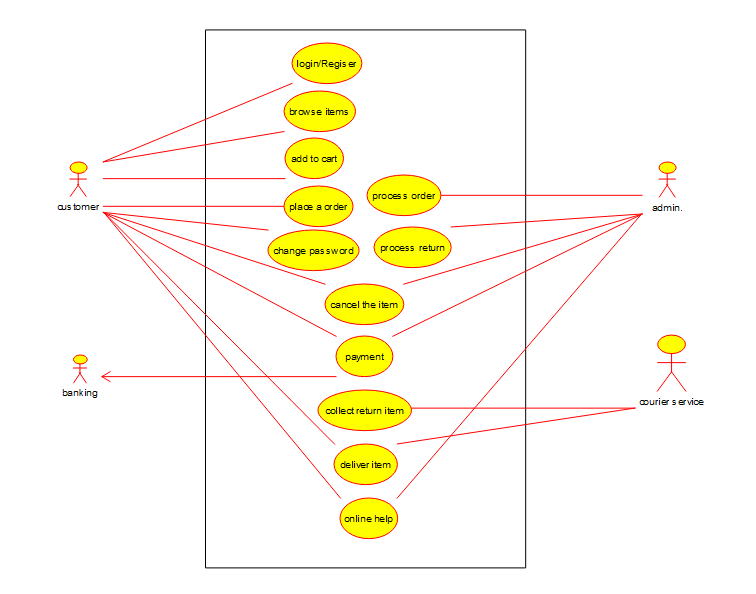 login/Regiser
browse items
add to cart
process order
customer
place a order
admin.
change password
process return
cancel the item
payment
banking
collect return item
courier service
deliver item
online help